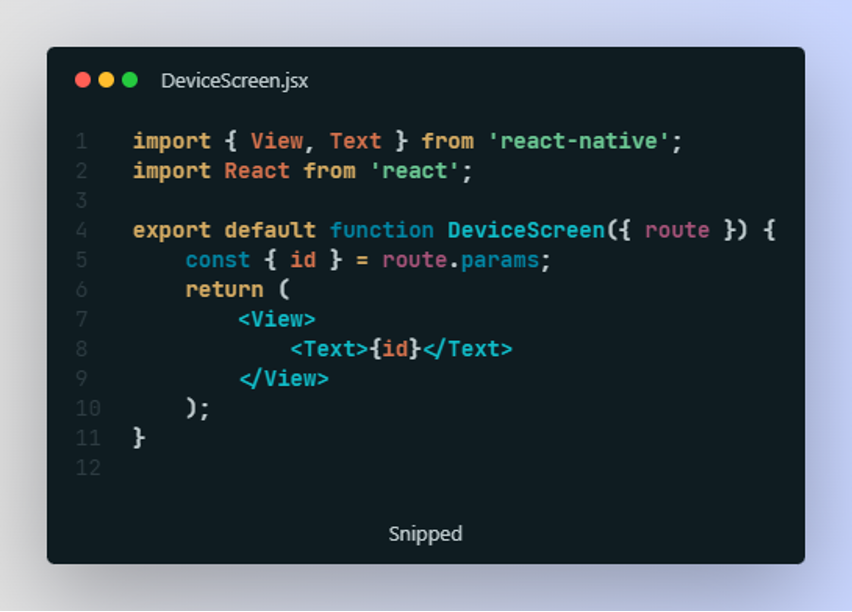 DeviceScreen.jsx
1 import { View, Text } from 'react-native';
2 import React from 'react';
3
4 export default function DeviceScreen({ route }) {
5     const { id } = route.params;
6     return (
7         <View>
8             <Text>{id}</Text>
9         </View>
10     );
11 }
12
Snipped